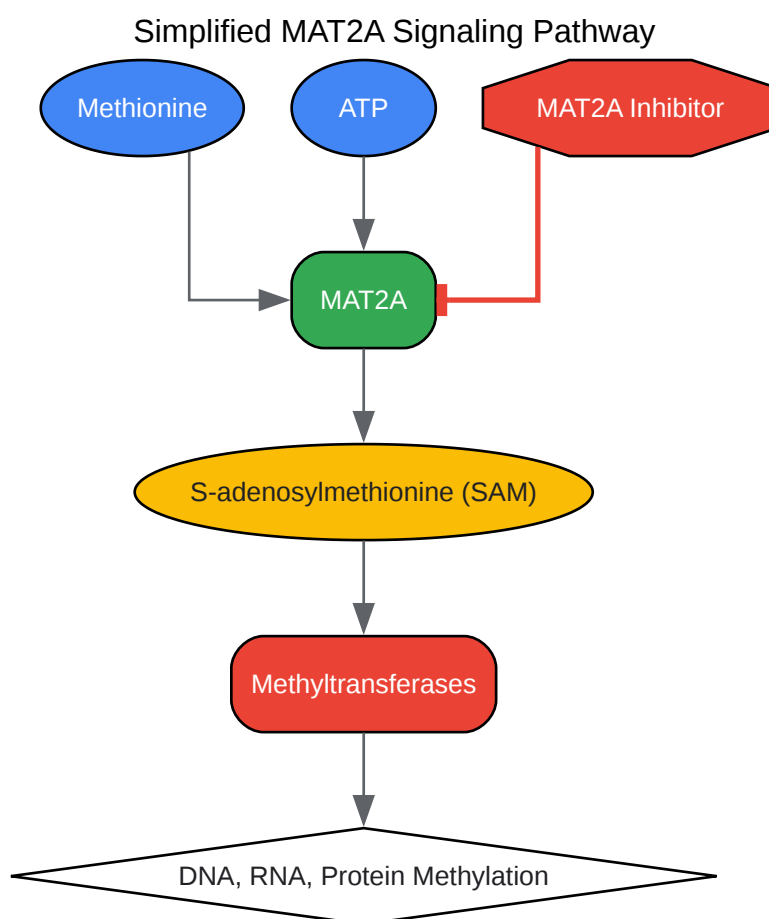 Simplified MAT2A Signaling Pathway
Methionine
ATP
MAT2A Inhibitor
MAT2A
S-adenosylmethionine (SAM)
Methyltransferases
DNA, RNA, Protein Methylation